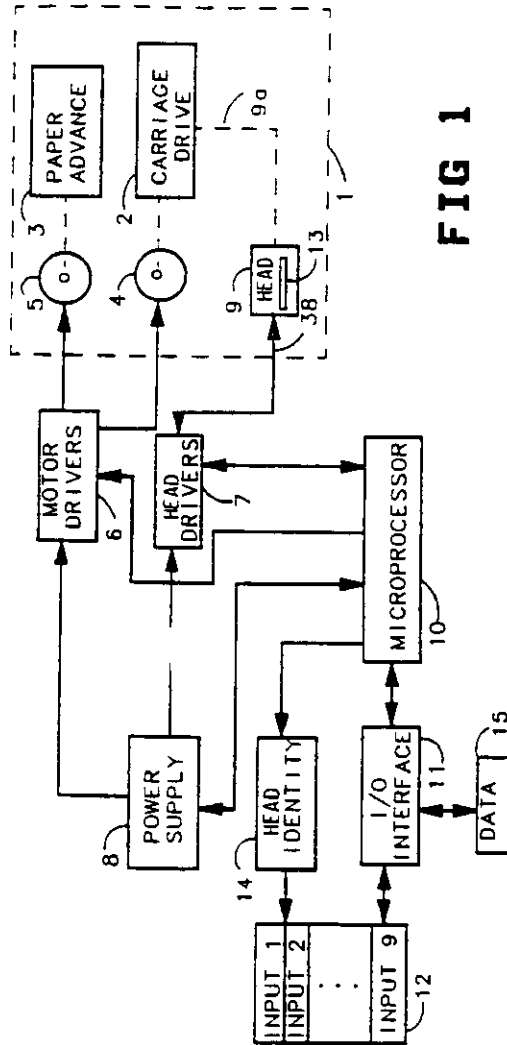 PAPER
ADVANCE
3
5
CARRIAGE
DRIVE
2
4
9a
HEAD
9
13
38
1
MOTOR
DRIVERS
6
HEAD
DRIVERS
7
POWER
SUPPLY
8
MICROPROCESSOR
10
HEAD
IDENTITY
14
I/O
INTERFACE
11
INPUT 1
INPUT 2
. . .
INPUT 9
12
DATA
15
FIG 1